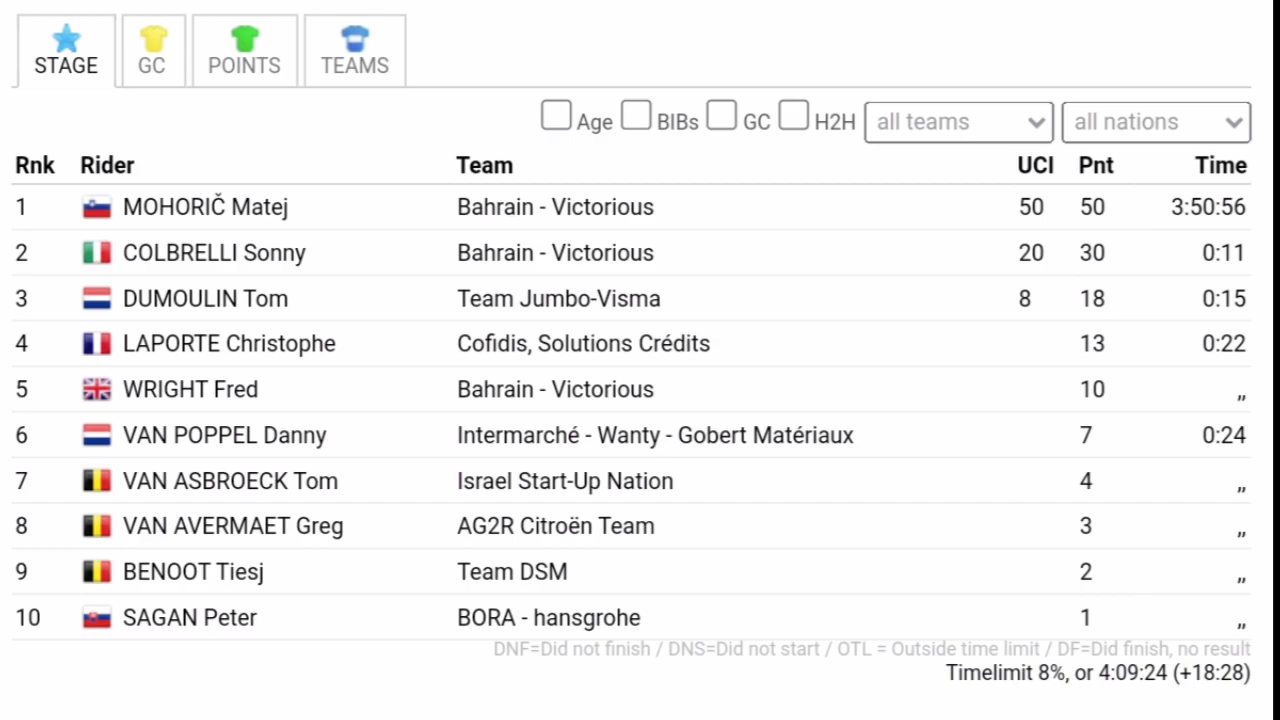 STAGE GC POINTS TEAMS
Age BIBs GC H2H all teams all nations
Rnk Rider Team UCI Pnt Time
1 MOHORIČ Matej Bahrain - Victorious 50 50 3:50:56
2 COLBRELLI Sonny Bahrain - Victorious 20 30 0:11
3 DUMOULIN Tom Team Jumbo-Visma 8 18 0:15
4 LAPORTE Christophe Cofidis, Solutions Crédits 13 0:22
5 WRIGHT Fred Bahrain - Victorious 10 „
6 VAN POPPEL Danny Intermarché - Wanty - Gobert Matériaux 7 0:24
7 VAN ASBROECK Tom Israel Start-Up Nation 4 „
8 VAN AVERMAET Greg AG2R Citroën Team 3 „
9 BENOOT Tiesj Team DSM 2 „
10 SAGAN Peter BORA - hansgrohe 1 „
DNF=Did not finish / DNS=Did not start / OTL = Outside time limit / DF=Did finish, no result
Timelimit 8%, or 4:09:24 (+18:28)